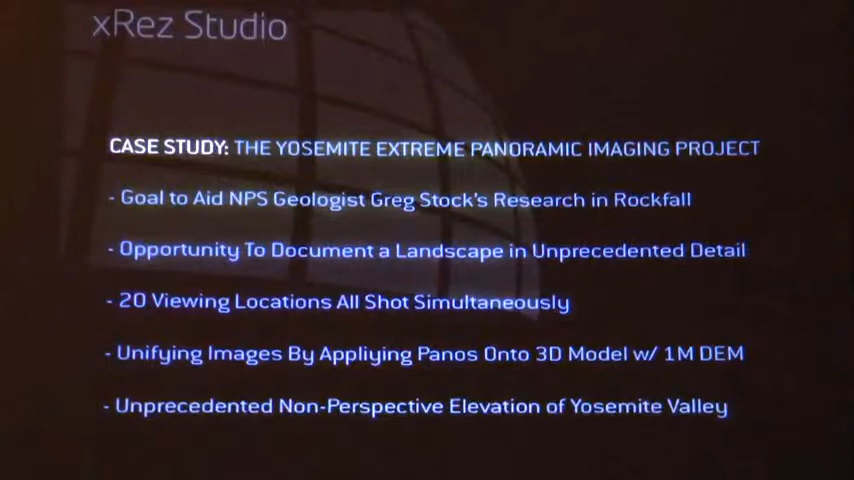 xRez Studio
CASE STUDY: THE YOSEMITE EXTREME PANORAMIC IMAGING PROJECT
- Goal to Aid NPS Geologist Greg Stock's Research in Rockfall
- Opportunity To Document a Landscape in Unprecedented Detail
- 20 Viewing Locations All Shot Simultaneously
- Unifying Images By Appliying Panos Onto 3D Model w/ 1M DEM
- Unprecedented Non-Perspective Elevation of Yosemite Valley